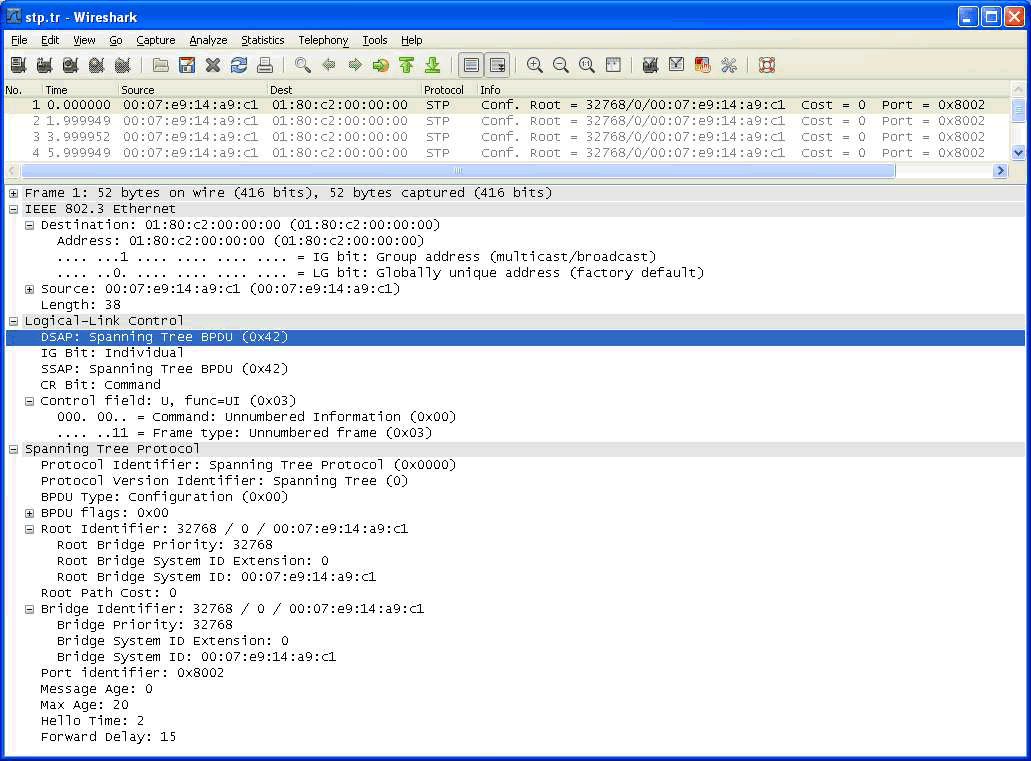 stp.tr - Wireshark
File Edit View Go Capture Analyze Statistics Telephony Tools Help
No. Time Source Dest Protocol Info
1 0.000000 00:07:e9:14:a9:c1 01:80:c2:00:00:00 STP Conf. Root = 32768/0/00:07:e9:14:a9:c1 Cost = 0 Port = 0x8002
2 1.999949 00:07:e9:14:a9:c1 01:80:c2:00:00:00 STP Conf. Root = 32768/0/00:07:e9:14:a9:c1 Cost = 0 Port = 0x8002
3 3.999952 00:07:e9:14:a9:c1 01:80:c2:00:00:00 STP Conf. Root = 32768/0/00:07:e9:14:a9:c1 Cost = 0 Port = 0x8002
4 5.999949 00:07:e9:14:a9:c1 01:80:c2:00:00:00 STP Conf. Root = 32768/0/00:07:e9:14:a9:c1 Cost = 0 Port = 0x8002
Frame 1: 52 bytes on wire (416 bits), 52 bytes captured (416 bits)
IEEE 802.3 Ethernet
Destination: 01:80:c2:00:00:00 (01:80:c2:00:00:00)
Address: 01:80:c2:00:00:00 (01:80:c2:00:00:00)
.... ...1 .... .... .... .... = IG bit: Group address (multicast/broadcast)
.... ..0. .... .... .... .... = LG bit: Globally unique address (factory default)
Source: 00:07:e9:14:a9:c1 (00:07:e9:14:a9:c1)
Length: 38
Logical-Link Control
DSAP: Spanning Tree BPDU (0x42)
IG Bit: Individual
SSAP: Spanning Tree BPDU (0x42)
CR Bit: Command
Control field: U, func=UI (0x03)
000. 00.. = Command: Unnumbered Information (0x00)
.... ..11 = Frame type: Unnumbered frame (0x03)
Spanning Tree Protocol
Protocol Identifier: Spanning Tree Protocol (0x0000)
Protocol Version Identifier: Spanning Tree (0)
BPDU Type: Configuration (0x00)
BPDU flags: 0x00
Root Identifier: 32768 / 0 / 00:07:e9:14:a9:c1
Root Bridge Priority: 32768
Root Bridge System ID Extension: 0
Root Bridge System ID: 00:07:e9:14:a9:c1
Root Path Cost: 0
Bridge Identifier: 32768 / 0 / 00:07:e9:14:a9:c1
Bridge Priority: 32768
Bridge System ID Extension: 0
Bridge System ID: 00:07:e9:14:a9:c1
Port identifier: 0x8002
Message Age: 0
Max Age: 20
Hello Time: 2
Forward Delay: 15